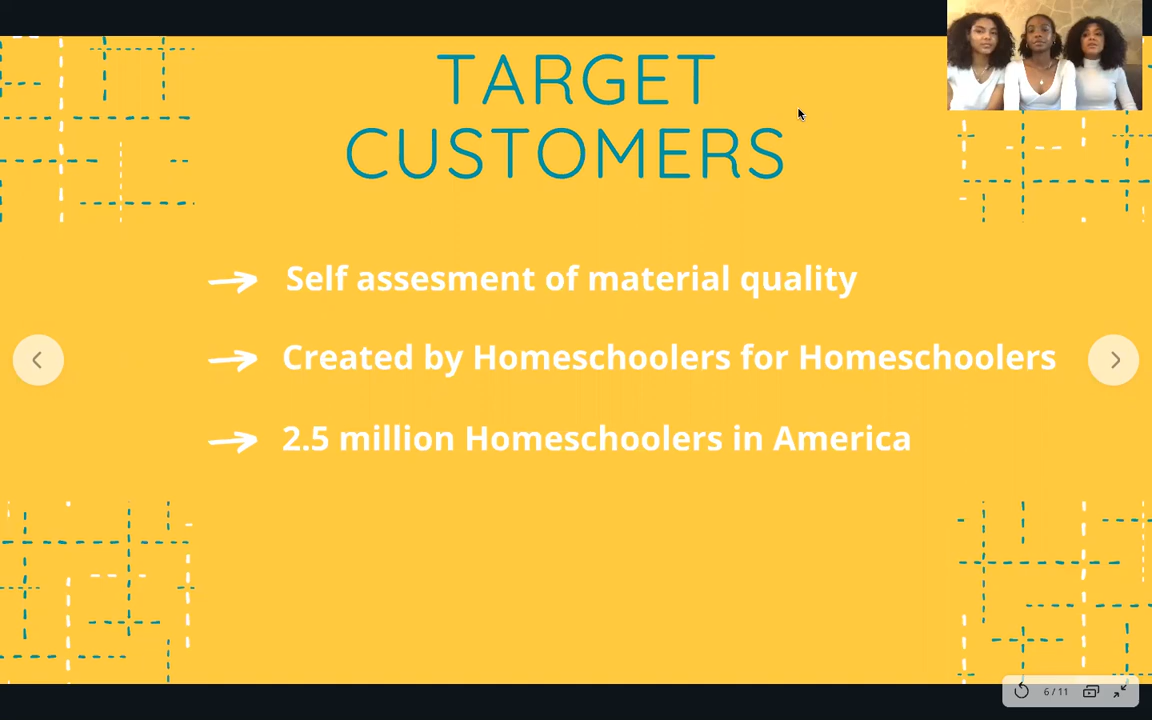 TARGET
CUSTOMERS
Self assesment of material quality
Created by Homeschoolers for Homeschoolers
2.5 million Homeschoolers in America
6 / 11